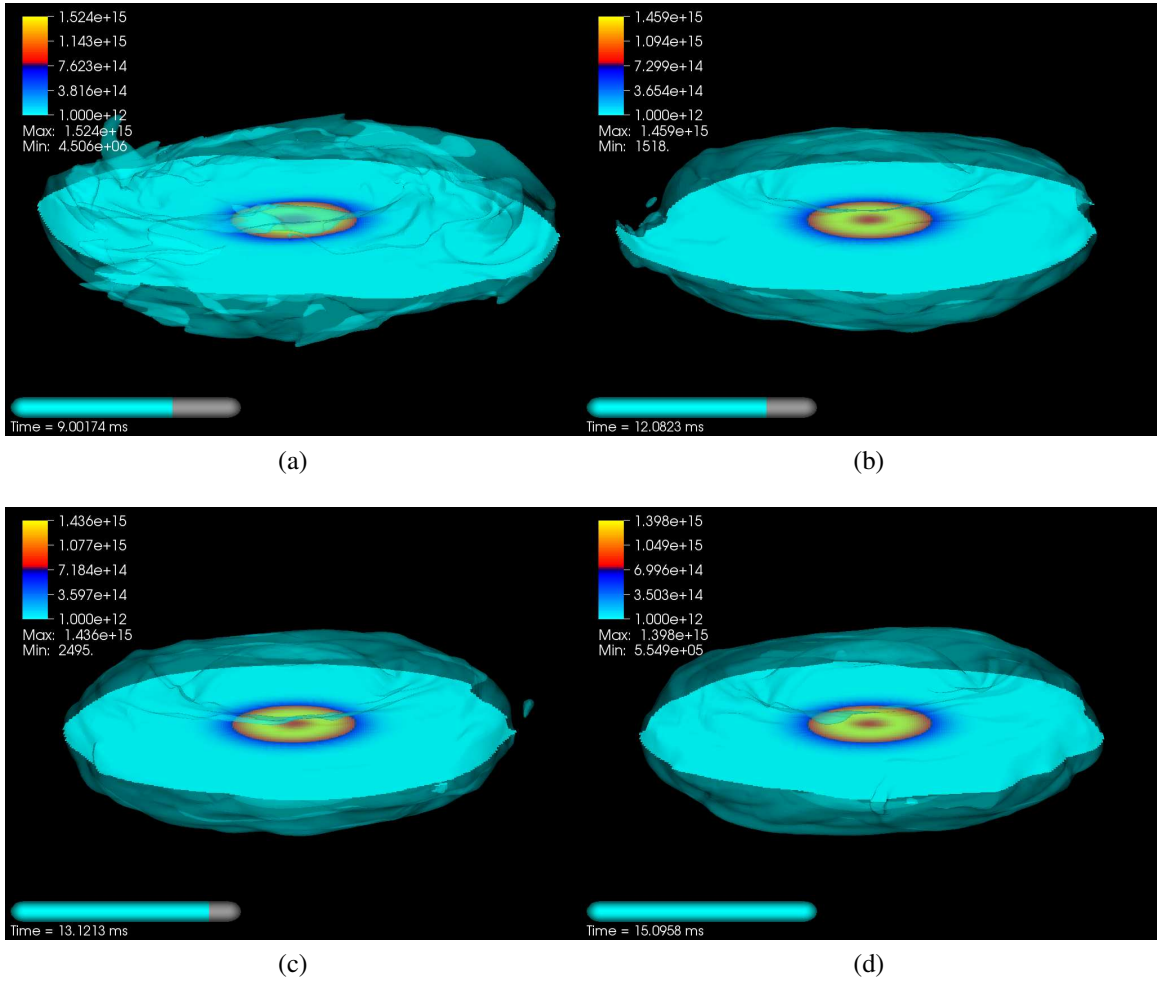 1.524e+15
1.143e+15
7.623e+14
3.816e+14
1.000e+12
Max: 1.524e+15
Min: 4.506e+06
Time = 9.00174 ms
(a)
1.459e+15
1.094e+15
7.299e+14
3.654e+14
1.000e+12
Max: 1.459e+15
Min: 1518.
Time = 12.0823 ms
(b)
1.436e+15
1.077e+15
7.184e+14
3.597e+14
1.000e+12
Max: 1.436e+15
Min: 2495.
Time = 13.1213 ms
(c)
1.398e+15
1.049e+15
6.996e+14
3.503e+14
1.000e+12
Max: 1.398e+15
Min: 5.549e+05
Time = 15.0958 ms
(d)